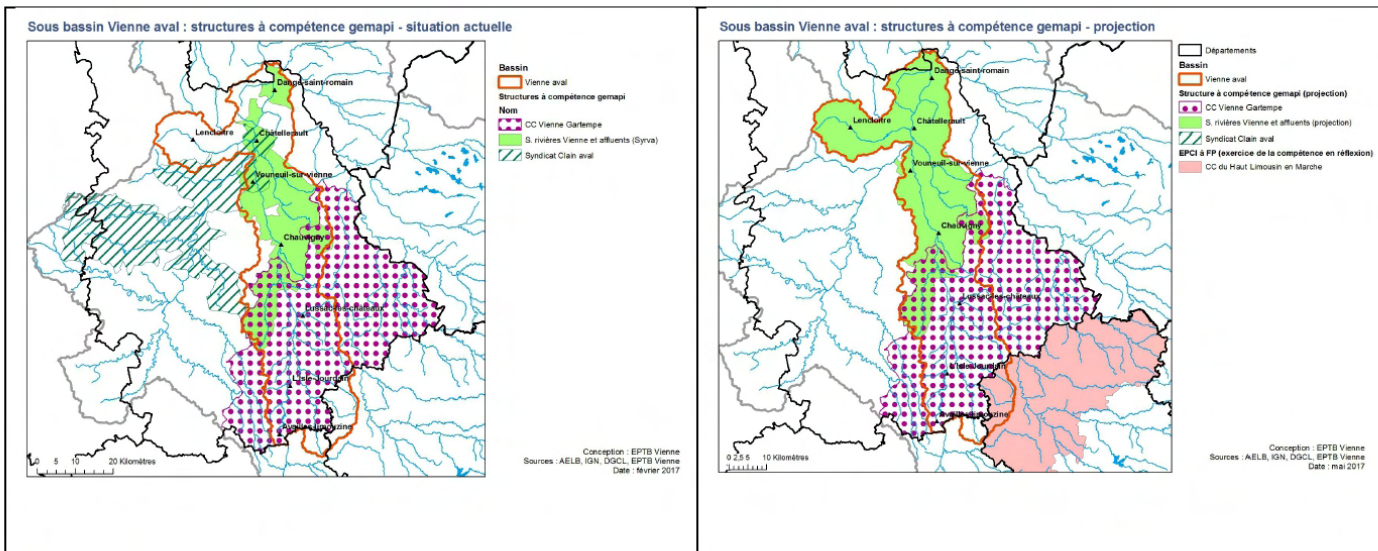 Sous bassin Vienne aval : structures à compétence gemapi - situation actuelle
Dangé-saint-romain
Lencloître
Châtellerault
Vouneuil-sur-vienne
Chauvigny
Lussac-les-châteaux
L'isle-Jourdain
Availles-limouzine
0 5 10 20 Kilomètres
Bassin
Vienne aval
Structures à compétence gemapi
Nom
CC Vienne Gartempe
S. rivières Vienne et affluents (Syrva)
Syndicat Clain aval
Conception : EPTB Vienne
Sources : AELB, IGN, DGCL, EPTB Vienne
Date : février 2017
Sous bassin Vienne aval : structures à compétence gemapi - projection
Dangé-saint-romain
Lencloître
Châtellerault
Vouneuil-sur-vienne
Chauvigny
Lussac-les-châteaux
L'isle-Jourdain
Availles-limouzine
0 2,5 5 10 Kilomètres
Départements
Bassin
Vienne aval
Structure à compétence gemapi (projection)
CC Vienne Gartempe
S. rivières Vienne et affluents (projection)
EPCI à FP (exercice de la compétence en réflexion)
CC du Haut Limousin en Marche
Conception : EPTB Vienne
Sources : AELB, IGN, DGCL, EPTB Vienne
Date : mai 2017